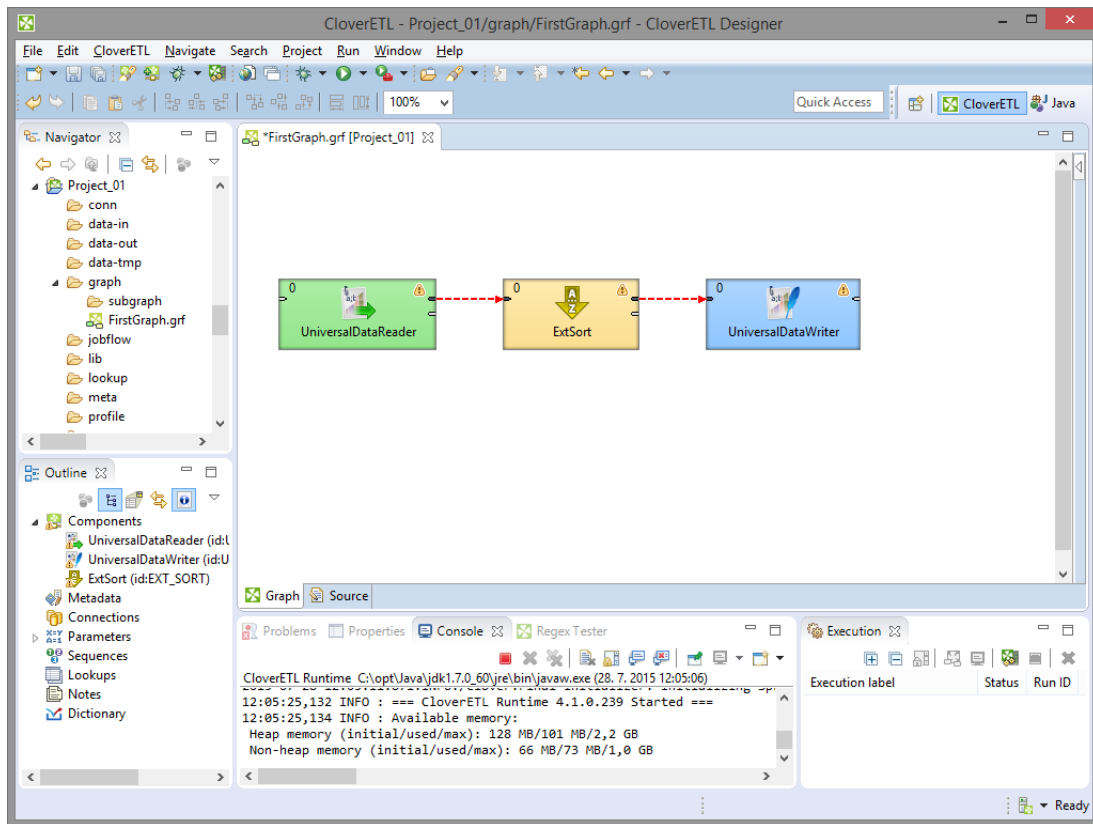 CloverETL - Project_01/graph/FirstGraph.grf - CloverETL Designer
File Edit CloverETL Navigate Search Project Run Window Help
100%
Quick Access
CloverETL
Java
Navigator
Project_01
conn
data-in
data-out
data-tmp
graph
subgraph
FirstGraph.grf
jobflow
lib
lookup
meta
profile
*FirstGraph.grf [Project_01]
0
UniversalDataReader
0
ExtSort
0
UniversalDataWriter
Graph
Source
Outline
Components
UniversalDataReader (id:U
UniversalDataWriter (id:U
ExtSort (id:EXT_SORT)
Metadata
Connections
Parameters
Sequences
Lookups
Notes
Dictionary
Problems
Properties
Console
Regex Tester
CloverETL Runtime C:\opt\Java\jdk1.7.0_60\jre\bin\javaw.exe (28. 7. 2015 12:05:06)
12:05:25,132 INFO : === CloverETL Runtime 4.1.0.239 Started ===
12:05:25,134 INFO : Available memory:
Heap memory (initial/used/max): 128 MB/101 MB/2,2 GB
Non-heap memory (initial/used/max): 66 MB/73 MB/1,0 GB
Execution
Execution label Status Run ID
Ready